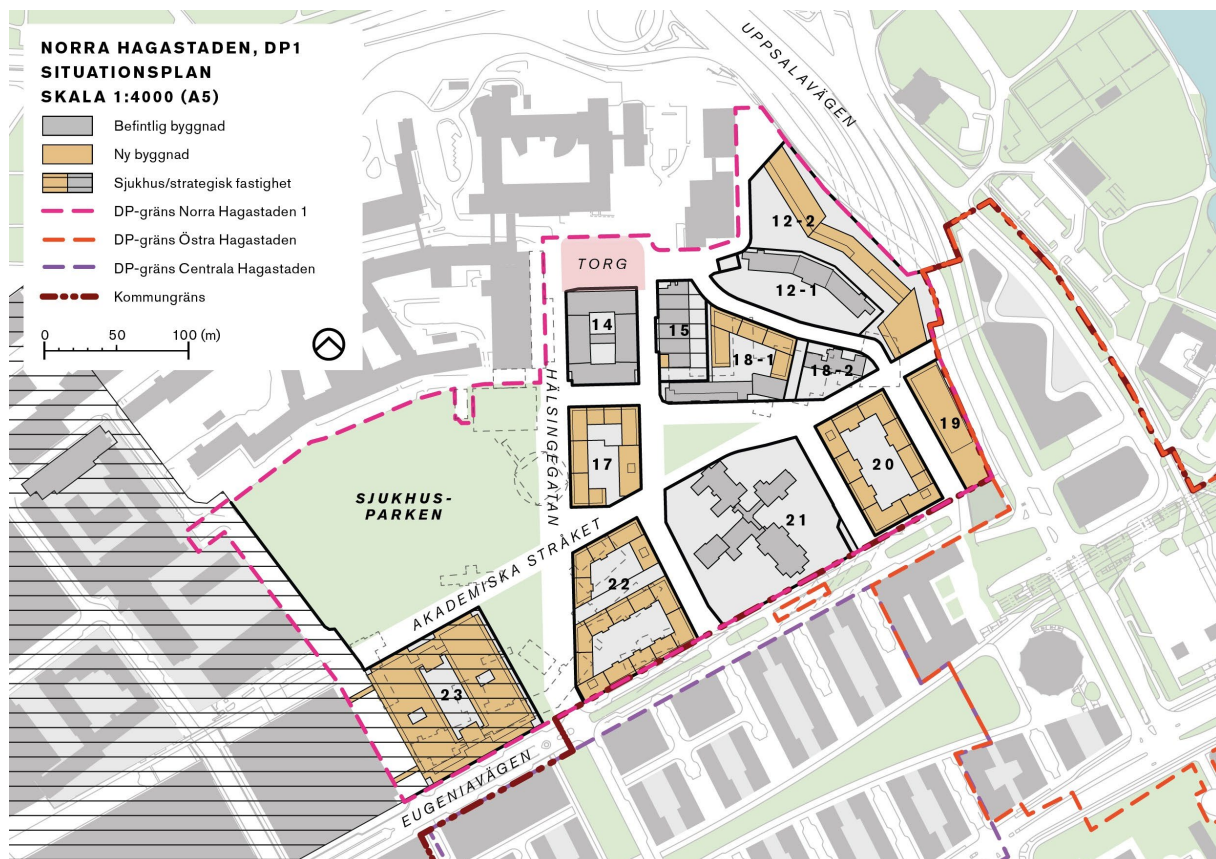 NORRA HAGASTADEN, DP1
SITUATIONSPLAN
SKALA 1:4000 (A5)
Befintlig byggnad
Ny byggnad
Sjukhus/strategisk fastighet
DP-gräns Norra Hagastaden 1
DP-gräns Östra Hagastaden
DP-gräns Centrala Hagastaden
Kommungräns
0 50 100 (m)
UPPSALAVÄGEN
12-2
TORG
12-1
14
15
18-1
18-2
HÄLSINGEGATAN
19
17
20
SJUKHUS-
PARKEN
21
AKADEMISKA STRÅKET
22
23
EUGENIAVÄGEN